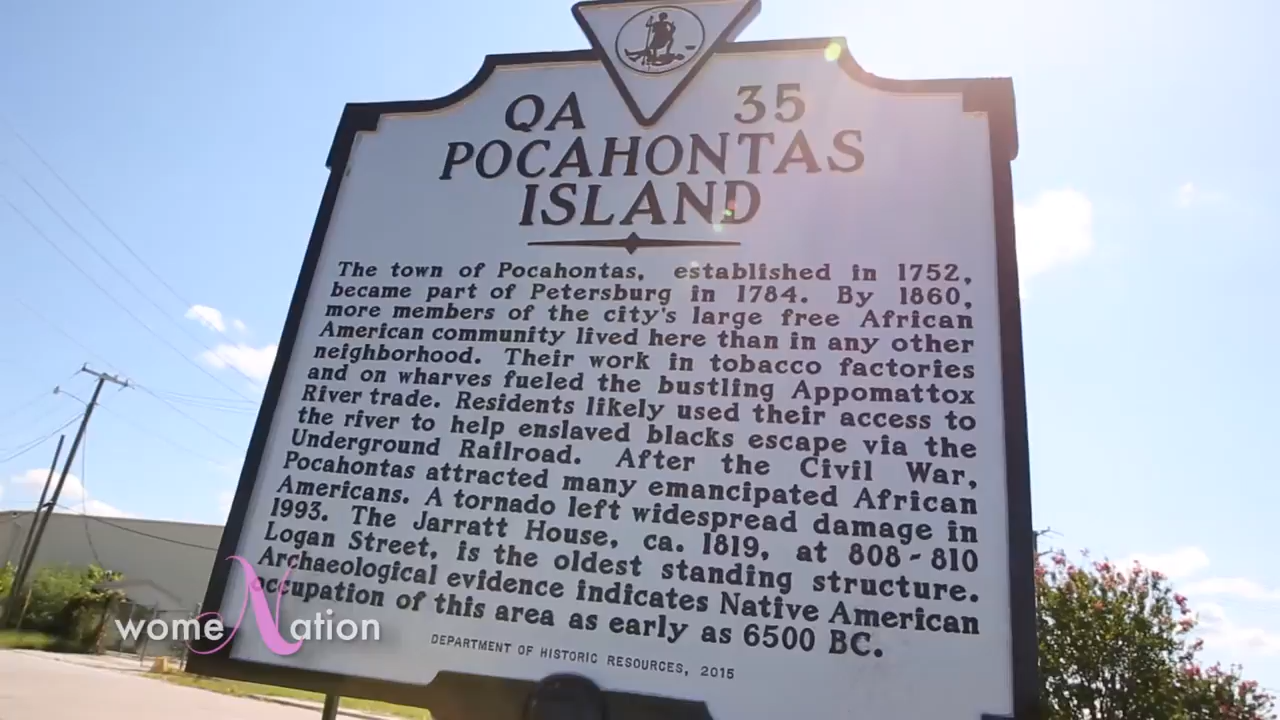 QA 35
POCAHONTAS
ISLAND
The town of Pocahontas, established in 1752,
became part of Petersburg in 1784. By 1860,
more members of the city's large free African
American community lived here than in any other
neighborhood. Their work in tobacco factories
and on wharves fueled the bustling Appomattox
River trade. Residents likely used their access to
the river to help enslaved blacks escape via the
Underground Railroad. After the Civil War,
Pocahontas attracted many emancipated African
Americans. A tornado left widespread damage in
1993. The Jarratt House, ca. 1819, at 808-810
Logan Street, is the oldest standing structure.
Archaeological evidence indicates Native American
occupation of this area as early as 6500 BC.
DEPARTMENT OF HISTORIC RESOURCES, 2015
womeNation